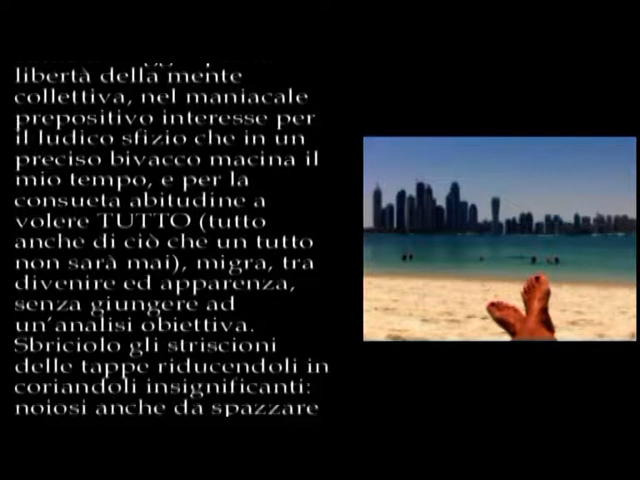 libertà della mente
collettiva, nel maniacale
prepositivo interesse per
il ludico sfizio che in un
preciso bivacco macina il
mio tempo, e per la
consueta abitudine a
volere TUTTO (tutto
anche di ciò che un tutto
non sarà mai), migra, tra
divenire ed apparenza,
senza giungere ad
un'analisi obiettiva.
Sbriciolo gli striscioni
delle tappe riducendoli in
coriandoli insignificanti:
noiosi anche da spazzare